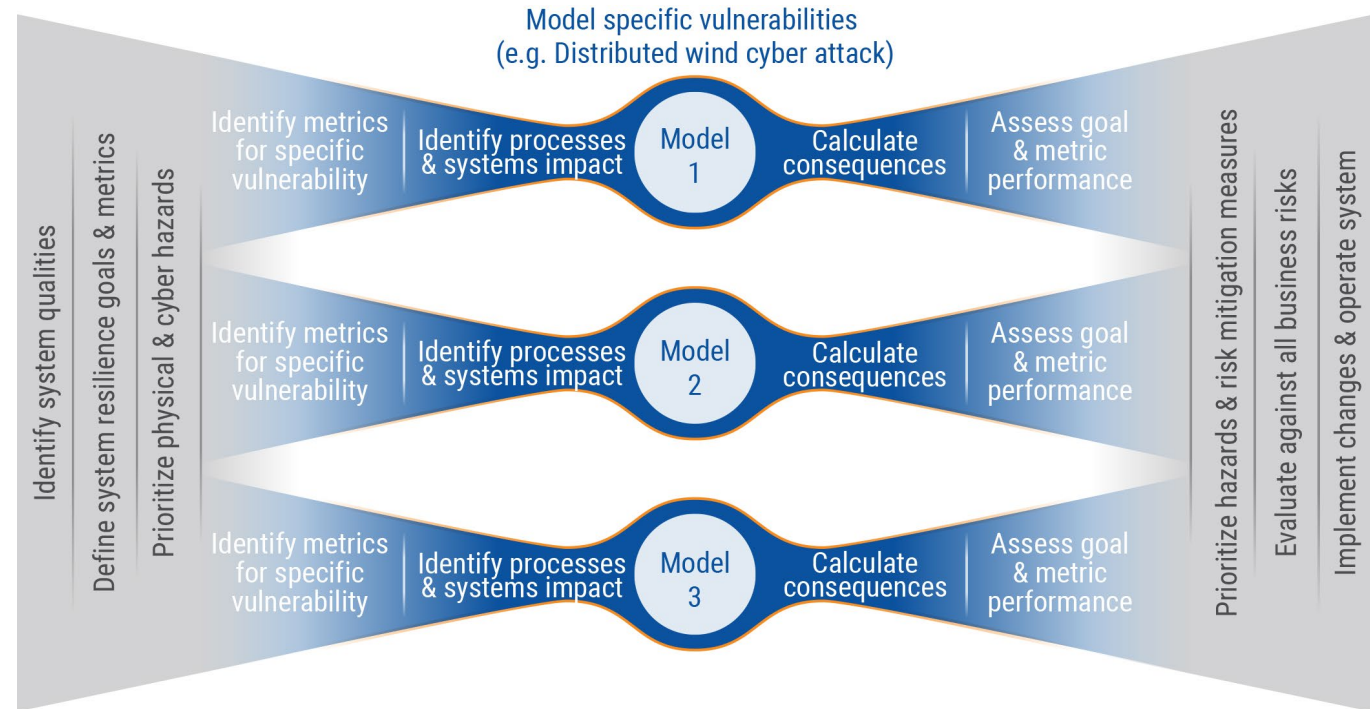 Model specific vulnerabilities
(e.g. Distributed wind cyber attack)
Identify system qualities
Define system resilience goals & metrics
Prioritize physical & cyber hazards
Identify metrics
for specific
vulnerability
Identify processes
& systems impact
Model
1
Calculate
consequences
Assess goal
& metric
performance
Identify metrics
for specific
vulnerability
Identify processes
& systems impact
Model
2
Calculate
consequences
Assess goal
& metric
performance
Identify metrics
for specific
vulnerability
Identify processes
& systems impact
Model
3
Calculate
consequences
Assess goal
& metric
performance
Prioritize hazards & risk mitigation measures
Evaluate against all business risks
Implement changes & operate system